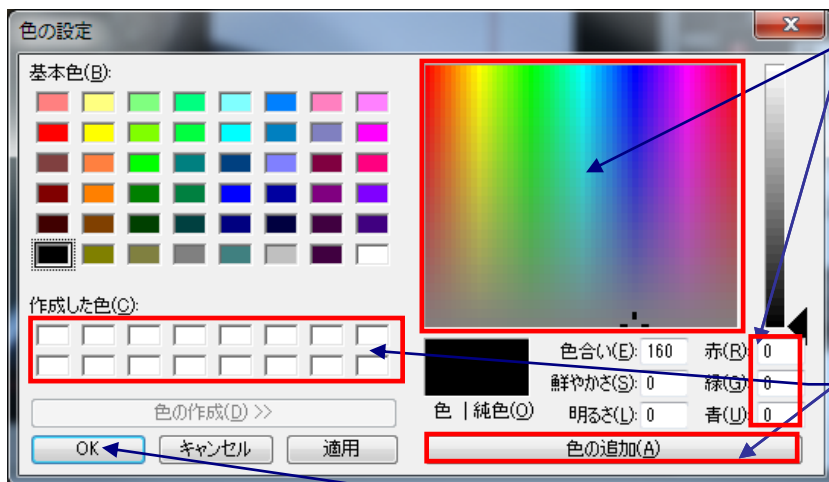 色の設定
基本色(B):
作成した色(C):
色の作成(D) >>
OK
キャンセル
適用
色 | 純色(O)
色合い(E): 160
鮮やかさ(S): 0
明るさ(L): 0
赤(R): 0
緑(G): 0
青(U): 0
色の追加(A)